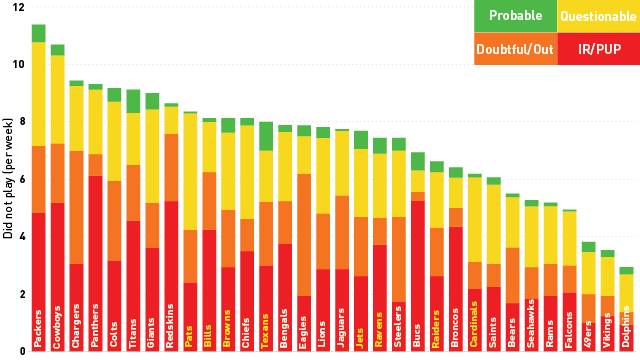 12
10
8
6
4
2
0
Did not play (per week)
Probable
Questionable
Doubtful/Out
IR/PUP
Packers
Cowboys
Chargers
Panthers
Colts
Titans
Giants
Redskins
Pats
Bills
Browns
Chiefs
Texans
Bengals
Eagles
Lions
Jaguars
Jets
Ravens
Steelers
Bucs
Raiders
Broncos
Cardinals
Saints
Bears
Seahawks
Rams
Falcons
49ers
Vikings
Dolphins